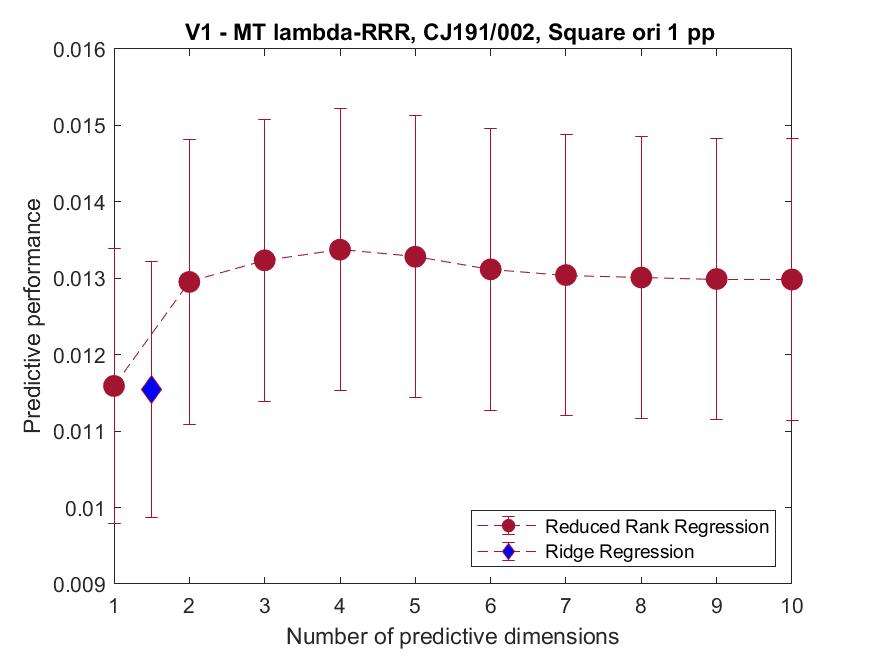 V1 - MT lambda-RRR, CJ191/002, Square ori 1 pp
0.016
0.015
0.014
0.013
0.012
0.011
0.01
0.009
Predictive performance
1 2 3 4 5 6 7 8 9 10
Number of predictive dimensions
Reduced Rank Regression
Ridge Regression